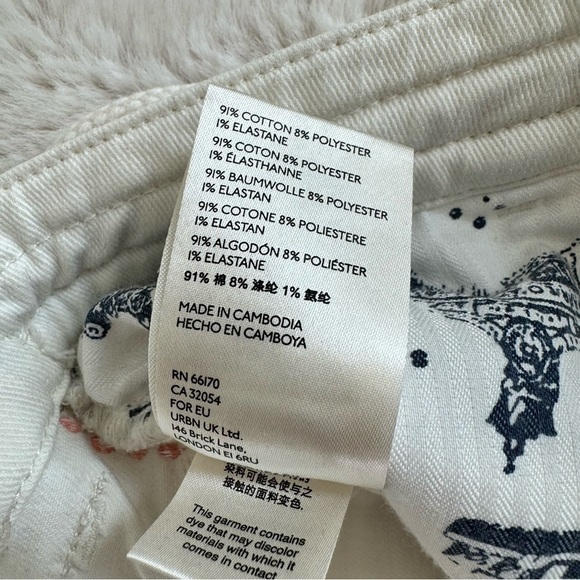 91% COTTON 8% POLYESTER
1% ELASTANE
91% COTON 8% POLYESTER
1% ÉLASTHANNE
91% BAUMWOLLE 8% POLYESTER
1% ELASTAN
91% COTONE 8% POLIESTERE
1% ELASTAN
91% ALGODÓN 8% POLIÉSTER
1% ELASTANE
91% 棉 8% 涤纶 1% 氨纶
MADE IN CAMBODIA
HECHO EN CAMBOYA
RN 66170
CA 32054
FOR EU
URBN UK Ltd.
146 Brick Lane,
LONDON E1 6RU
染料可能会使与之
接触的面料变色.
This garment contains
dye that may discolor
materials with which it
comes in contact